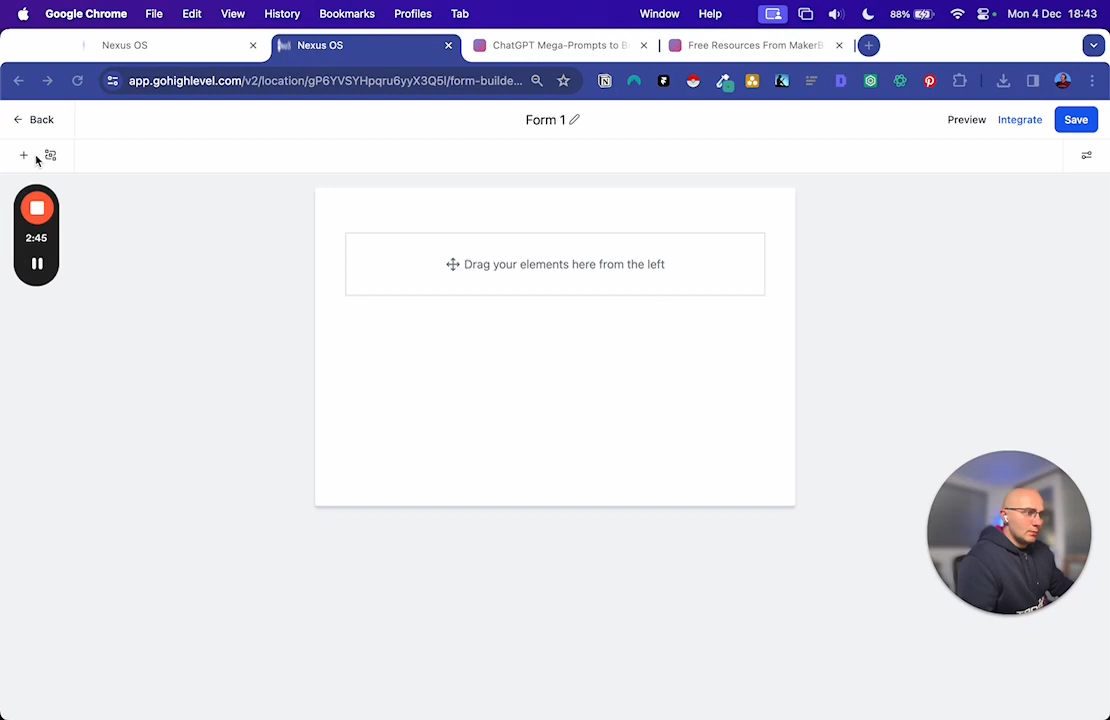 Google Chrome File Edit View History Bookmarks Profiles Tab Window Help 88% Mon 4 Dec 18:43
Nexus OS Nexus OS ChatGPT Mega-Prompts to B Free Resources From MakerB
app.gohighlevel.com/v2/location/gP6YVSYHpqru6yyX3Q5I/form-builde...
Back Form 1 Preview Integrate Save
2:45
Drag your elements here from the left